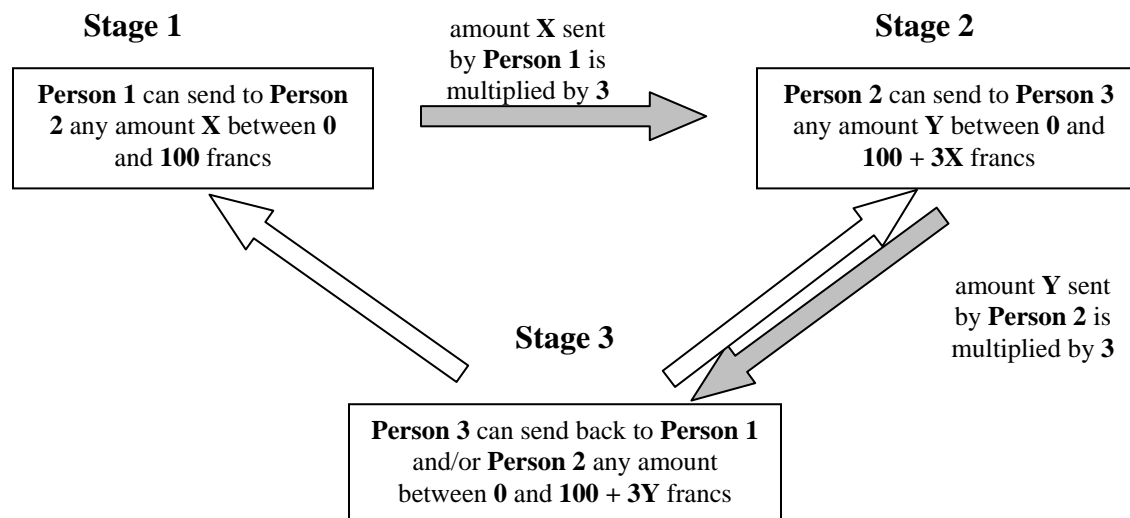 Stage 1
amount X sent
by Person 1 is
multiplied by 3
Stage 2
Person 1 can send to Person
2 any amount X between 0
and 100 francs
Person 2 can send to Person 3
any amount Y between 0 and
100 + 3X francs
amount Y sent
by Person 2 is
multiplied by 3
Stage 3
Person 3 can send back to Person 1
and/or Person 2 any amount
between 0 and 100 + 3Y francs